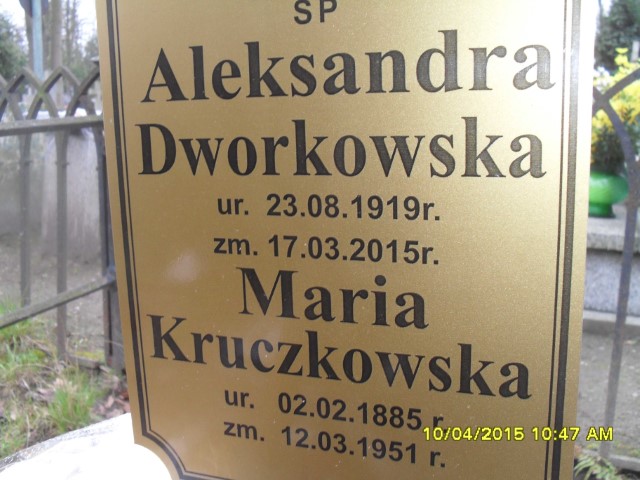 SP
Aleksandra
Dworkowska
ur. 23.08.1919r.
zm. 17.03.2015r.
Maria
Kruczkowska
ur. 02.02.1885 r.
zm. 12.03.1951 r.
10/04/2015 10:47 AM